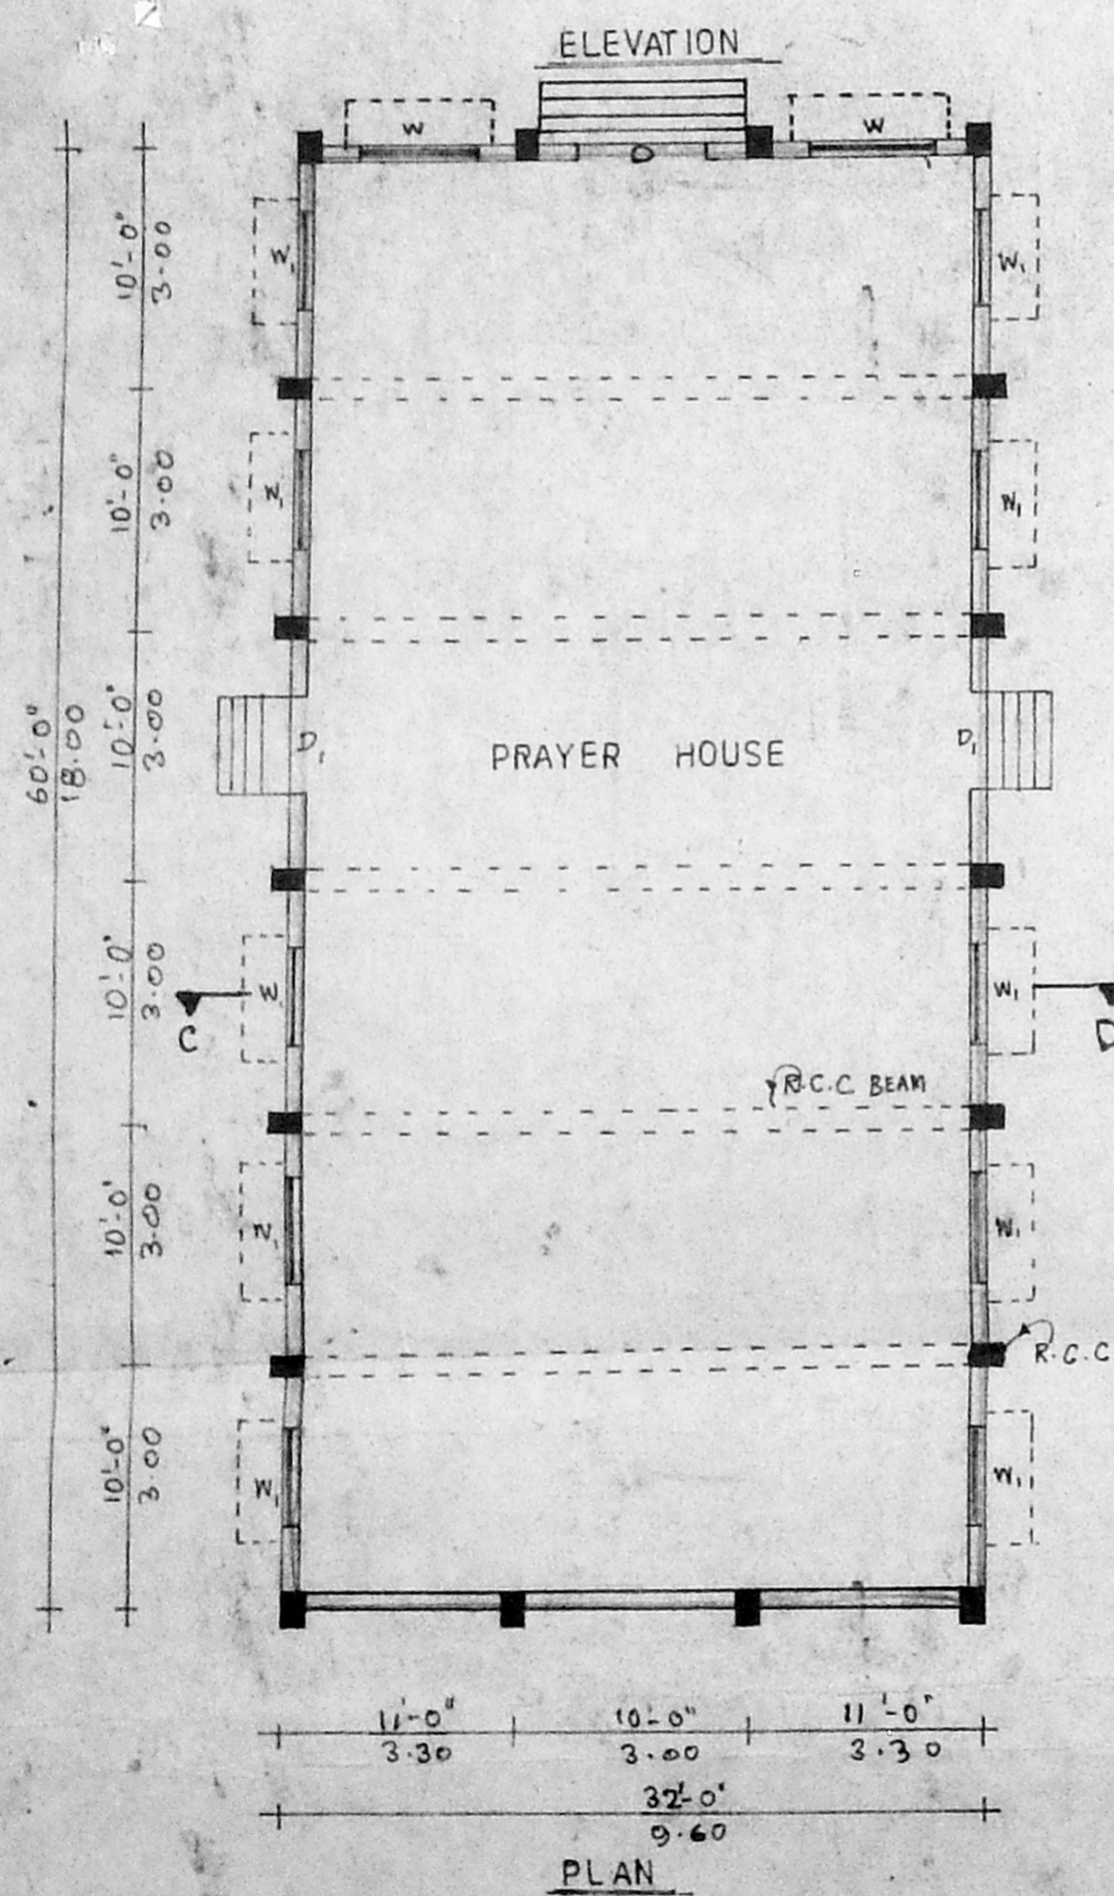 ELEVATION
W
W
D
10'-0"
3.00
W1
W1
10'-0"
3.00
W1
W1
60'-0"
18.00
10'-0"
3.00
D1
PRAYER HOUSE
D1
10'-0"
3.00
W
W1
C
D
R.C.C BEAM
10'-0"
3.00
W1
W1
R.C.C
10'-0"
3.00
W1
W1
11'-0"
10'-0"
11'-0"
3.30
3.00
3.30
32'-0"
9.60
PLAN